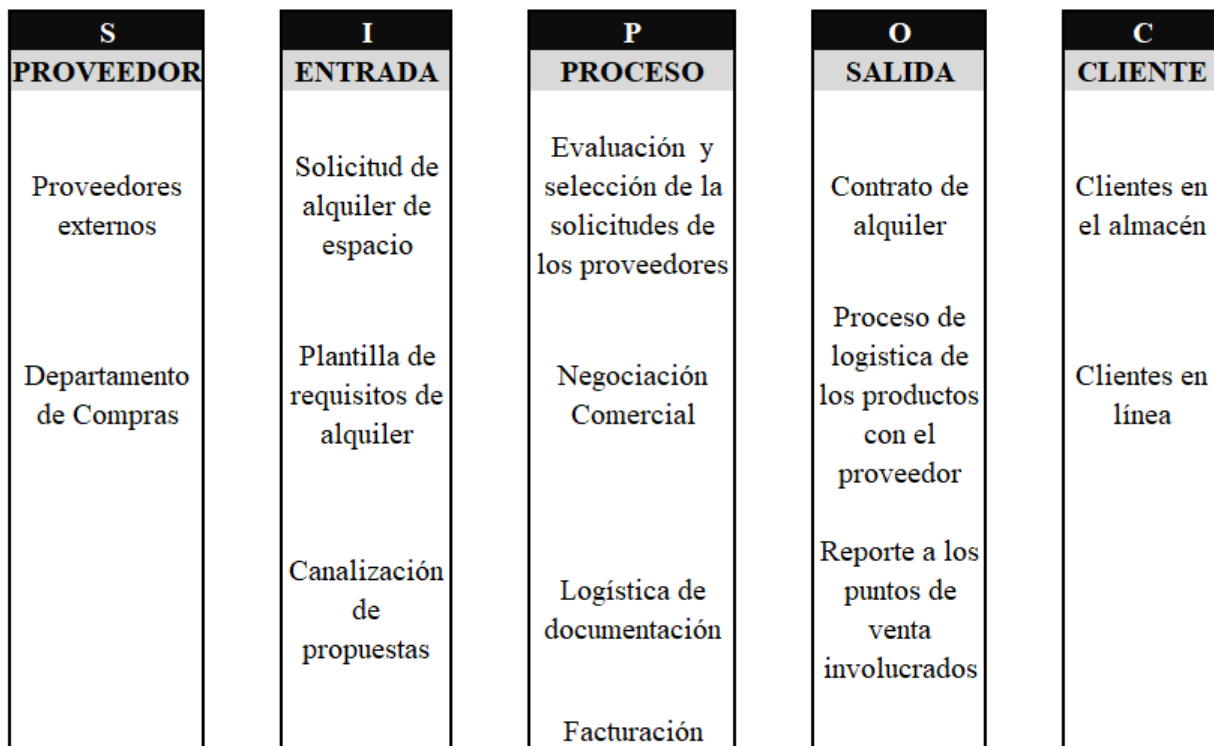 S
PROVEEDOR
Proveedores
externos
Departamento
de Compras
I
ENTRADA
Solicitud de
alquiler de
espacio
Plantilla de
requisitos de
alquiler
Canalización
de
propuestas
P
PROCESO
Evaluación y
selección de la
solicitudes de
los proveedores
Negociación
Comercial
Logística de
documentación
Facturación
O
SALIDA
Contrato de
alquiler
Proceso de
logistica de
los productos
con el
proveedor
Reporte a los
puntos de
venta
involucrados
C
CLIENTE
Clientes en
el almacén
Clientes en
línea